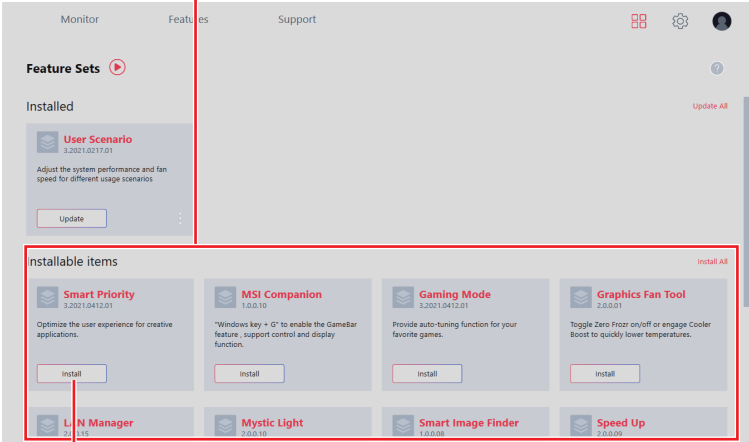 Monitor Features Support
Feature Sets
?
Installed
Update All
User Scenario
3.2021.0217.01
Adjust the system performance and fan
speed for different usage scenarios
Update
Installable items
Install All
Smart Priority
3.2021.0412.01
Optimize the user experience for creative
applications.
Install
MSI Companion
1.0.0.10
"Windows key + G" to enable the GameBar
feature , support control and display
function.
Install
Gaming Mode
3.2021.0412.01
Provide auto-tuning function for your
favorite games.
Install
Graphics Fan Tool
2.0.0.01
Toggle Zero Frozr on/off or engage Cooler
Boost to quickly lower temperatures.
Install
LAN Manager
2.0.0.15
Mystic Light
2.0.0.10
Smart Image Finder
1.0.0.08
Speed Up
2.0.0.09